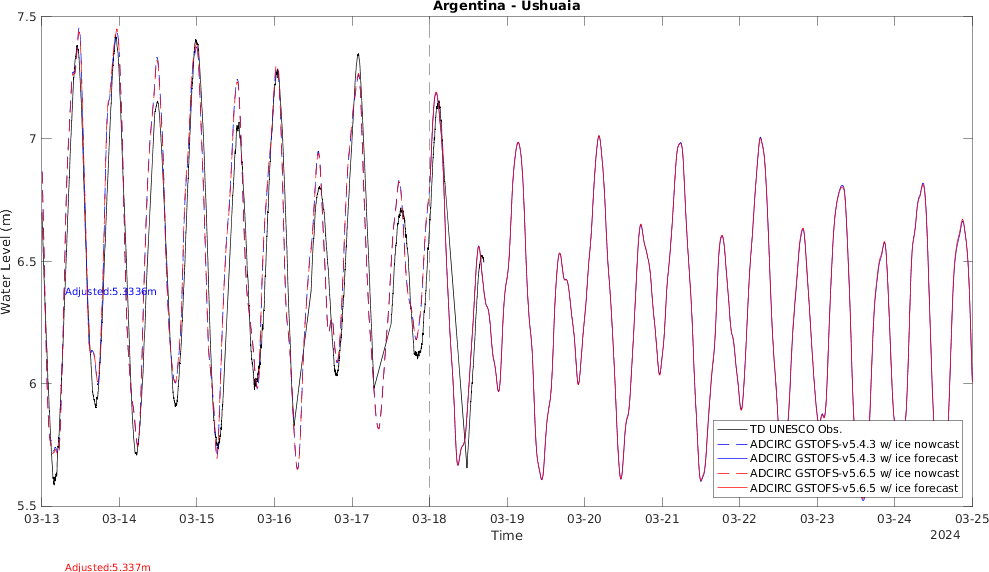 Argentina - Ushuaia
7.5
7
6.5
6
5.5
Water Level (m)
Adjusted:5.3336m
TD UNESCO Obs.
ADCIRC GSTOFS-v5.4.3 w/ ice nowcast
ADCIRC GSTOFS-v5.4.3 w/ ice forecast
ADCIRC GSTOFS-v5.6.5 w/ ice nowcast
ADCIRC GSTOFS-v5.6.5 w/ ice forecast
03-13 03-14 03-15 03-16 03-17 03-18 03-19 03-20 03-21 03-22 03-23 03-24 03-25
Time
2024
Adjusted:5.337m